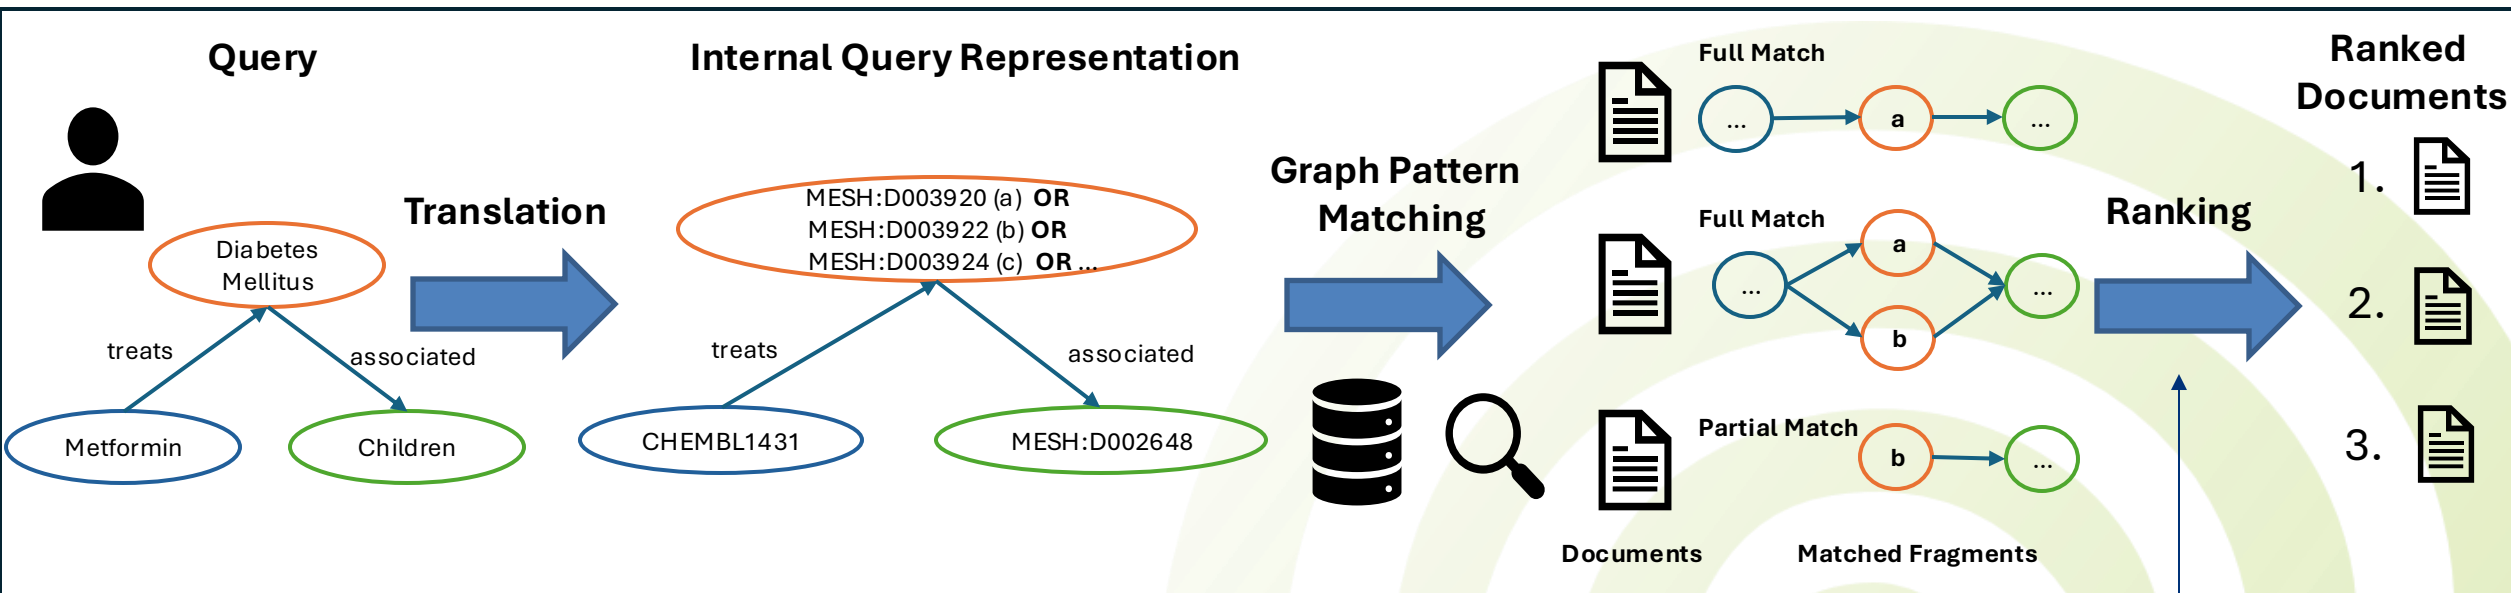 Query
Diabetes
Mellitus
treats
associated
Metformin
Children
Translation
Internal Query Representation
MESH:D003920 (a) OR
MESH:D003922 (b) OR
MESH:D003924 (c) OR ...
treats
associated
CHEMBL1431
MESH:D002648
Graph Pattern
Matching
Full Match
... a ...
Full Match
... a ...
b
Partial Match
b ...
Documents
Matched Fragments
Ranking
Ranked
Documents
1.
2.
3.